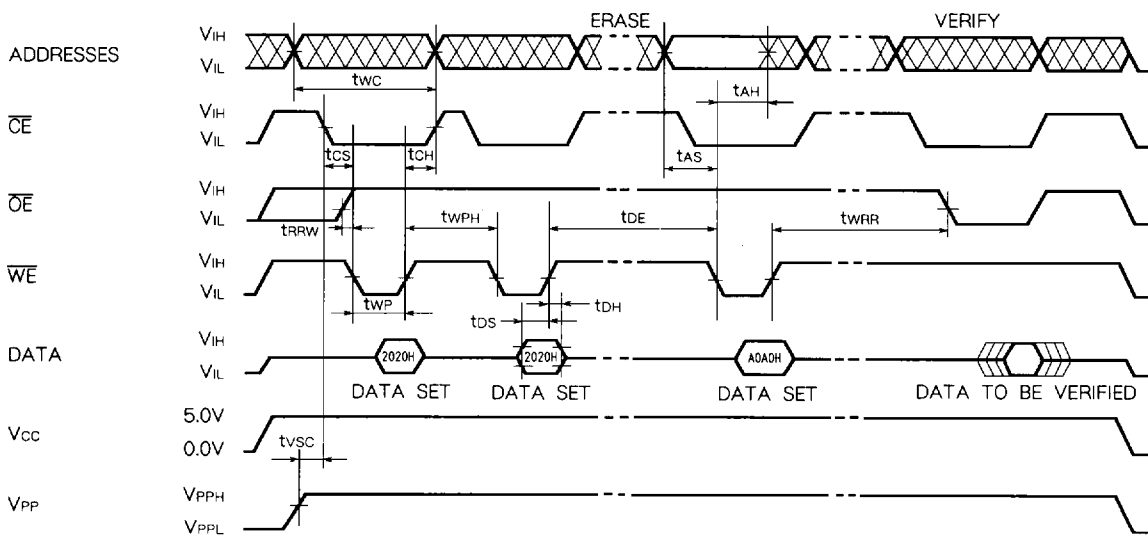 ERASE VERIFY
ADDRESSES VIH
VIL
tWC tAH
CE VIH
VIL
tCS tCH tAS
OE VIH
VIL
tRRW tWPH tDE tWRR
WE VIH
VIL
tWP tDS tDH
DATA VIH
VIL
2020H 2020H A0A0H
DATA SET DATA SET DATA SET DATA TO BE VERIFIED
VCC 5.0V
0.0V
tVSC
VPP VPPH
VPPL